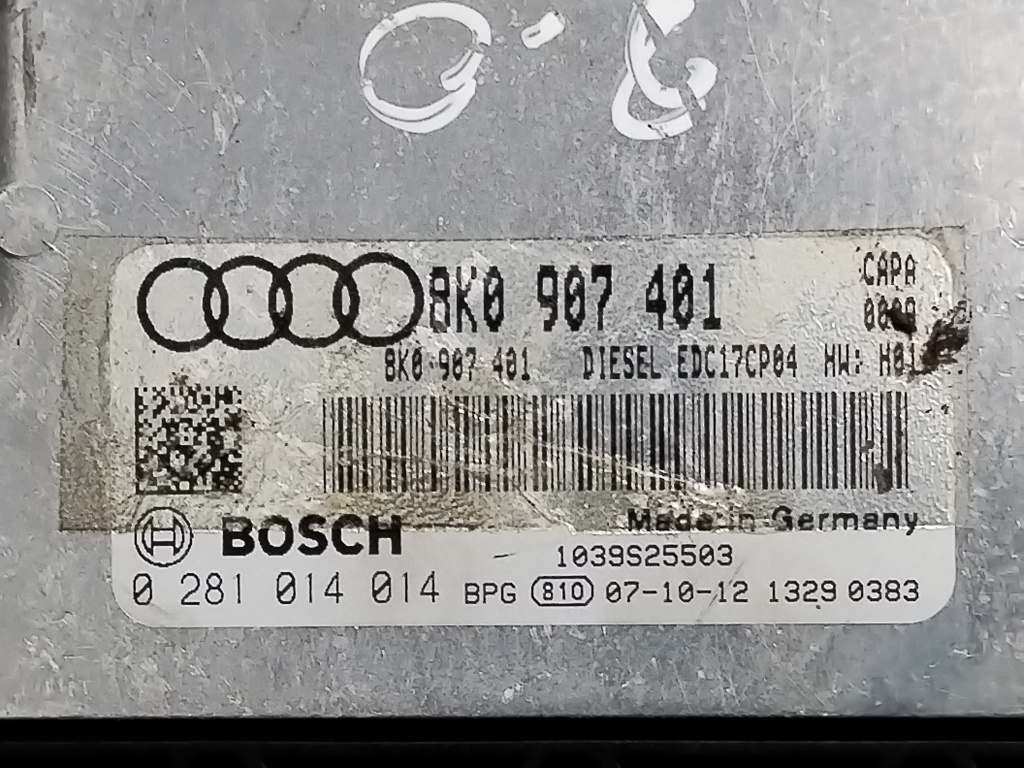 8K0 907 401
CAPA
8K0 907 401 DIESEL EDC17CP04 HW: H01
Made in Germany
BOSCH
1039S25503
0 281 014 014 BPG 810 07-10-12 1329 0383